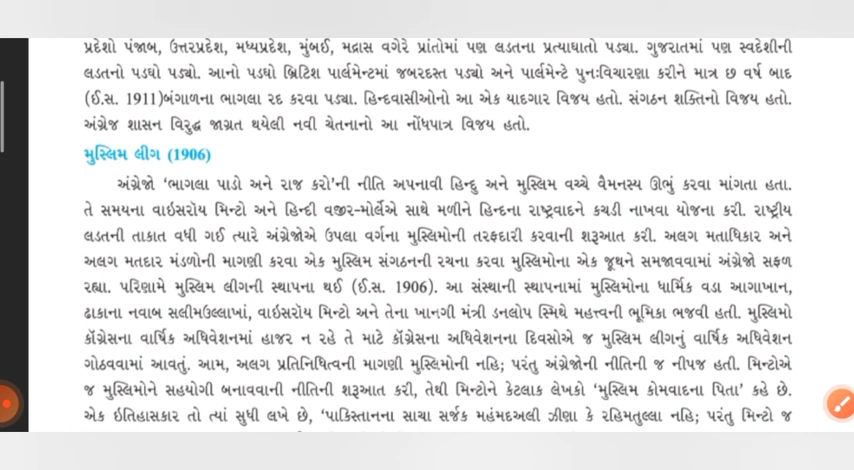 પ્રદેશો પંજાબ, ઉત્તરપ્રદેશ, મધ્યપ્રદેશ, મુંબઈ, મદ્રાસ વગેરે પ્રાંતોમાં પણ લડતના પ્રત્યાઘાતો પડ્યા. ગુજરાતમાં પણ સ્વદેશીની
લડતનો પડઘો પડ્યો. આનો પડઘો બ્રિટિશ પાર્લમેન્ટમાં જબરદસ્ત પડ્યો અને પાર્લમેન્ટે પુનઃવિચારણા કરીને માત્ર છ વર્ષ બાદ
(ઈ.સ. 1911)બંગાળના ભાગલા રદ કરવા પડ્યા. હિન્દવાસીઓનો આ એક યાદગાર વિજય હતો. સંગઠન શક્તિનો વિજય હતો.
અંગ્રેજ શાસન વિરુદ્ધ જાગ્રત થયેલી નવી ચેતનાનો આ નોંધપાત્ર વિજય હતો.
મુસ્લિમ લીગ (1906)
અંગ્રેજો ‘ભાગલા પાડો અને રાજ કરો’ની નીતિ અપનાવી હિન્દુ અને મુસ્લિમ વચ્ચે વૈમનસ્ય ઊભું કરવા માંગતા હતા.
તે સમયના વાઇસરોય મિન્ટો અને હિન્દી વજીર-મોર્લેએ સાથે મળીને હિન્દના રાષ્ટ્રવાદને કચડી નાખવા યોજના કરી. રાષ્ટ્રીય
લડતની તાકાત વધી ગઈ ત્યારે અંગ્રેજોએ ઉપલા વર્ગના મુસ્લિમોની તરફદારી કરવાની શરૂઆત કરી. અલગ મતાધિકાર અને
અલગ મતદાર મંડળોની માગણી કરવા એક મુસ્લિમ સંગઠનની રચના કરવા મુસ્લિમોના એક જૂથને સમજાવવામાં અંગ્રેજો સફળ
રહ્યા. પરિણામે મુસ્લિમ લીગની સ્થાપના થઈ (ઈ.સ. 1906). આ સંસ્થાની સ્થાપનામાં મુસ્લિમોના ધાર્મિક વડા આગાખાન,
ઢાકાના નવાબ સલીમઉલ્લાખાં, વાઇસરૉય મિન્ટો અને તેના ખાનગી મંત્રી ડનલોપ સ્મિથે મહત્ત્વની ભૂમિકા ભજવી હતી. મુસ્લિમો
કૉંગ્રેસના વાર્ષિક અધિવેશનમાં હાજર ન રહે તે માટે કૉંગ્રેસના અધિવેશનના દિવસોએ જ મુસ્લિમ લીગનું વાર્ષિક અધિવેશન
ગોઠવવામાં આવતું. આમ, અલગ પ્રતિનિધિત્વની માગણી મુસ્લિમોની નહિ; પરંતુ અંગ્રેજોની નીતિની જ નીપજ હતી. મિન્ટોએ
જ મુસ્લિમોને સહયોગી બનાવવાની નીતિની શરૂઆત કરી, તેથી મિન્ટોને કેટલાક લેખકો ‘મુસ્લિમ કોમવાદના પિતા’ કહે છે.
એક ઇતિહાસકાર તો ત્યાં સુધી લખે છે, ‘પાકિસ્તાનના સાચા સર્જક મહંમદઅલી ઝીણા કે રહિમતુલ્લા નહિ; પરંતુ મિન્ટો જ